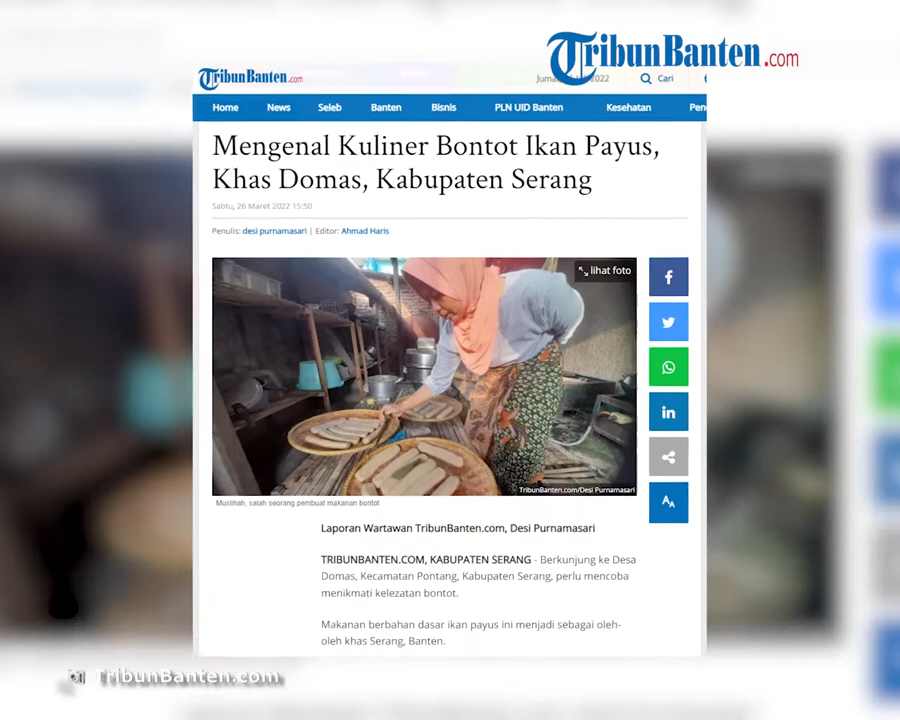 TribunBanten.com
TribunBanten.com
2022
Cari
Home News Seleb Banten Bisnis PLN UID Banten Kesehatan
Mengenal Kuliner Bontot Ikan Payus,
Khas Domas, Kabupaten Serang
Sabtu, 26 Maret 2022 15:50
Penulis: desi purnamasari | Editor: Ahmad Haris
lihat foto
TribunBanten.com/Desi Purnamasari
Muslihah, salah seorang pembuat makanan bontot
Laporan Wartawan TribunBanten.com, Desi Purnamasari
TRIBUNBANTEN.COM, KABUPATEN SERANG - Berkunjung ke Desa
Domas, Kecamatan Pontang, Kabupaten Serang, perlu mencoba
menikmati kelezatan bontot.
Makanan berbahan dasar ikan payus ini menjadi sebagai oleh-
oleh khas Serang, Banten.
TribunBanten.com